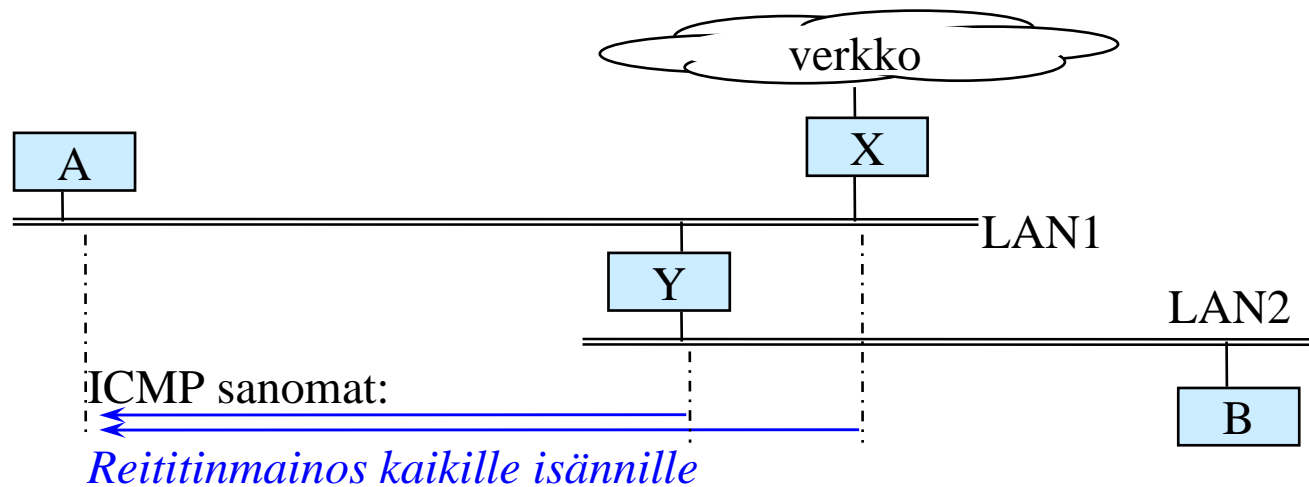 verkko
A
X
LAN1
Y
LAN2
ICMP sanomat:
B
Reititinmainos kaikille isännille